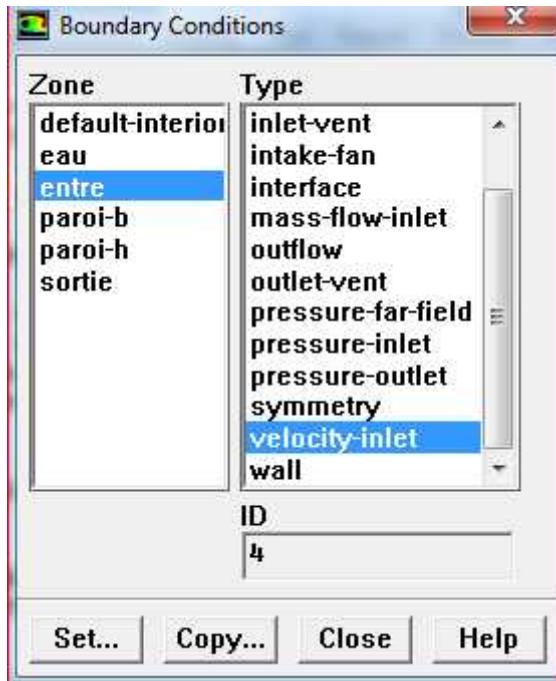 Boundary Conditions
Zone
default-interior
eau
entre
paroi-b
paroi-h
sortie
Type
inlet-vent
intake-fan
interface
mass-flow-inlet
outflow
outlet-vent
pressure-far-field
pressure-inlet
pressure-outlet
symmetry
velocity-inlet
wall
ID
4
Set...
Copy...
Close
Help